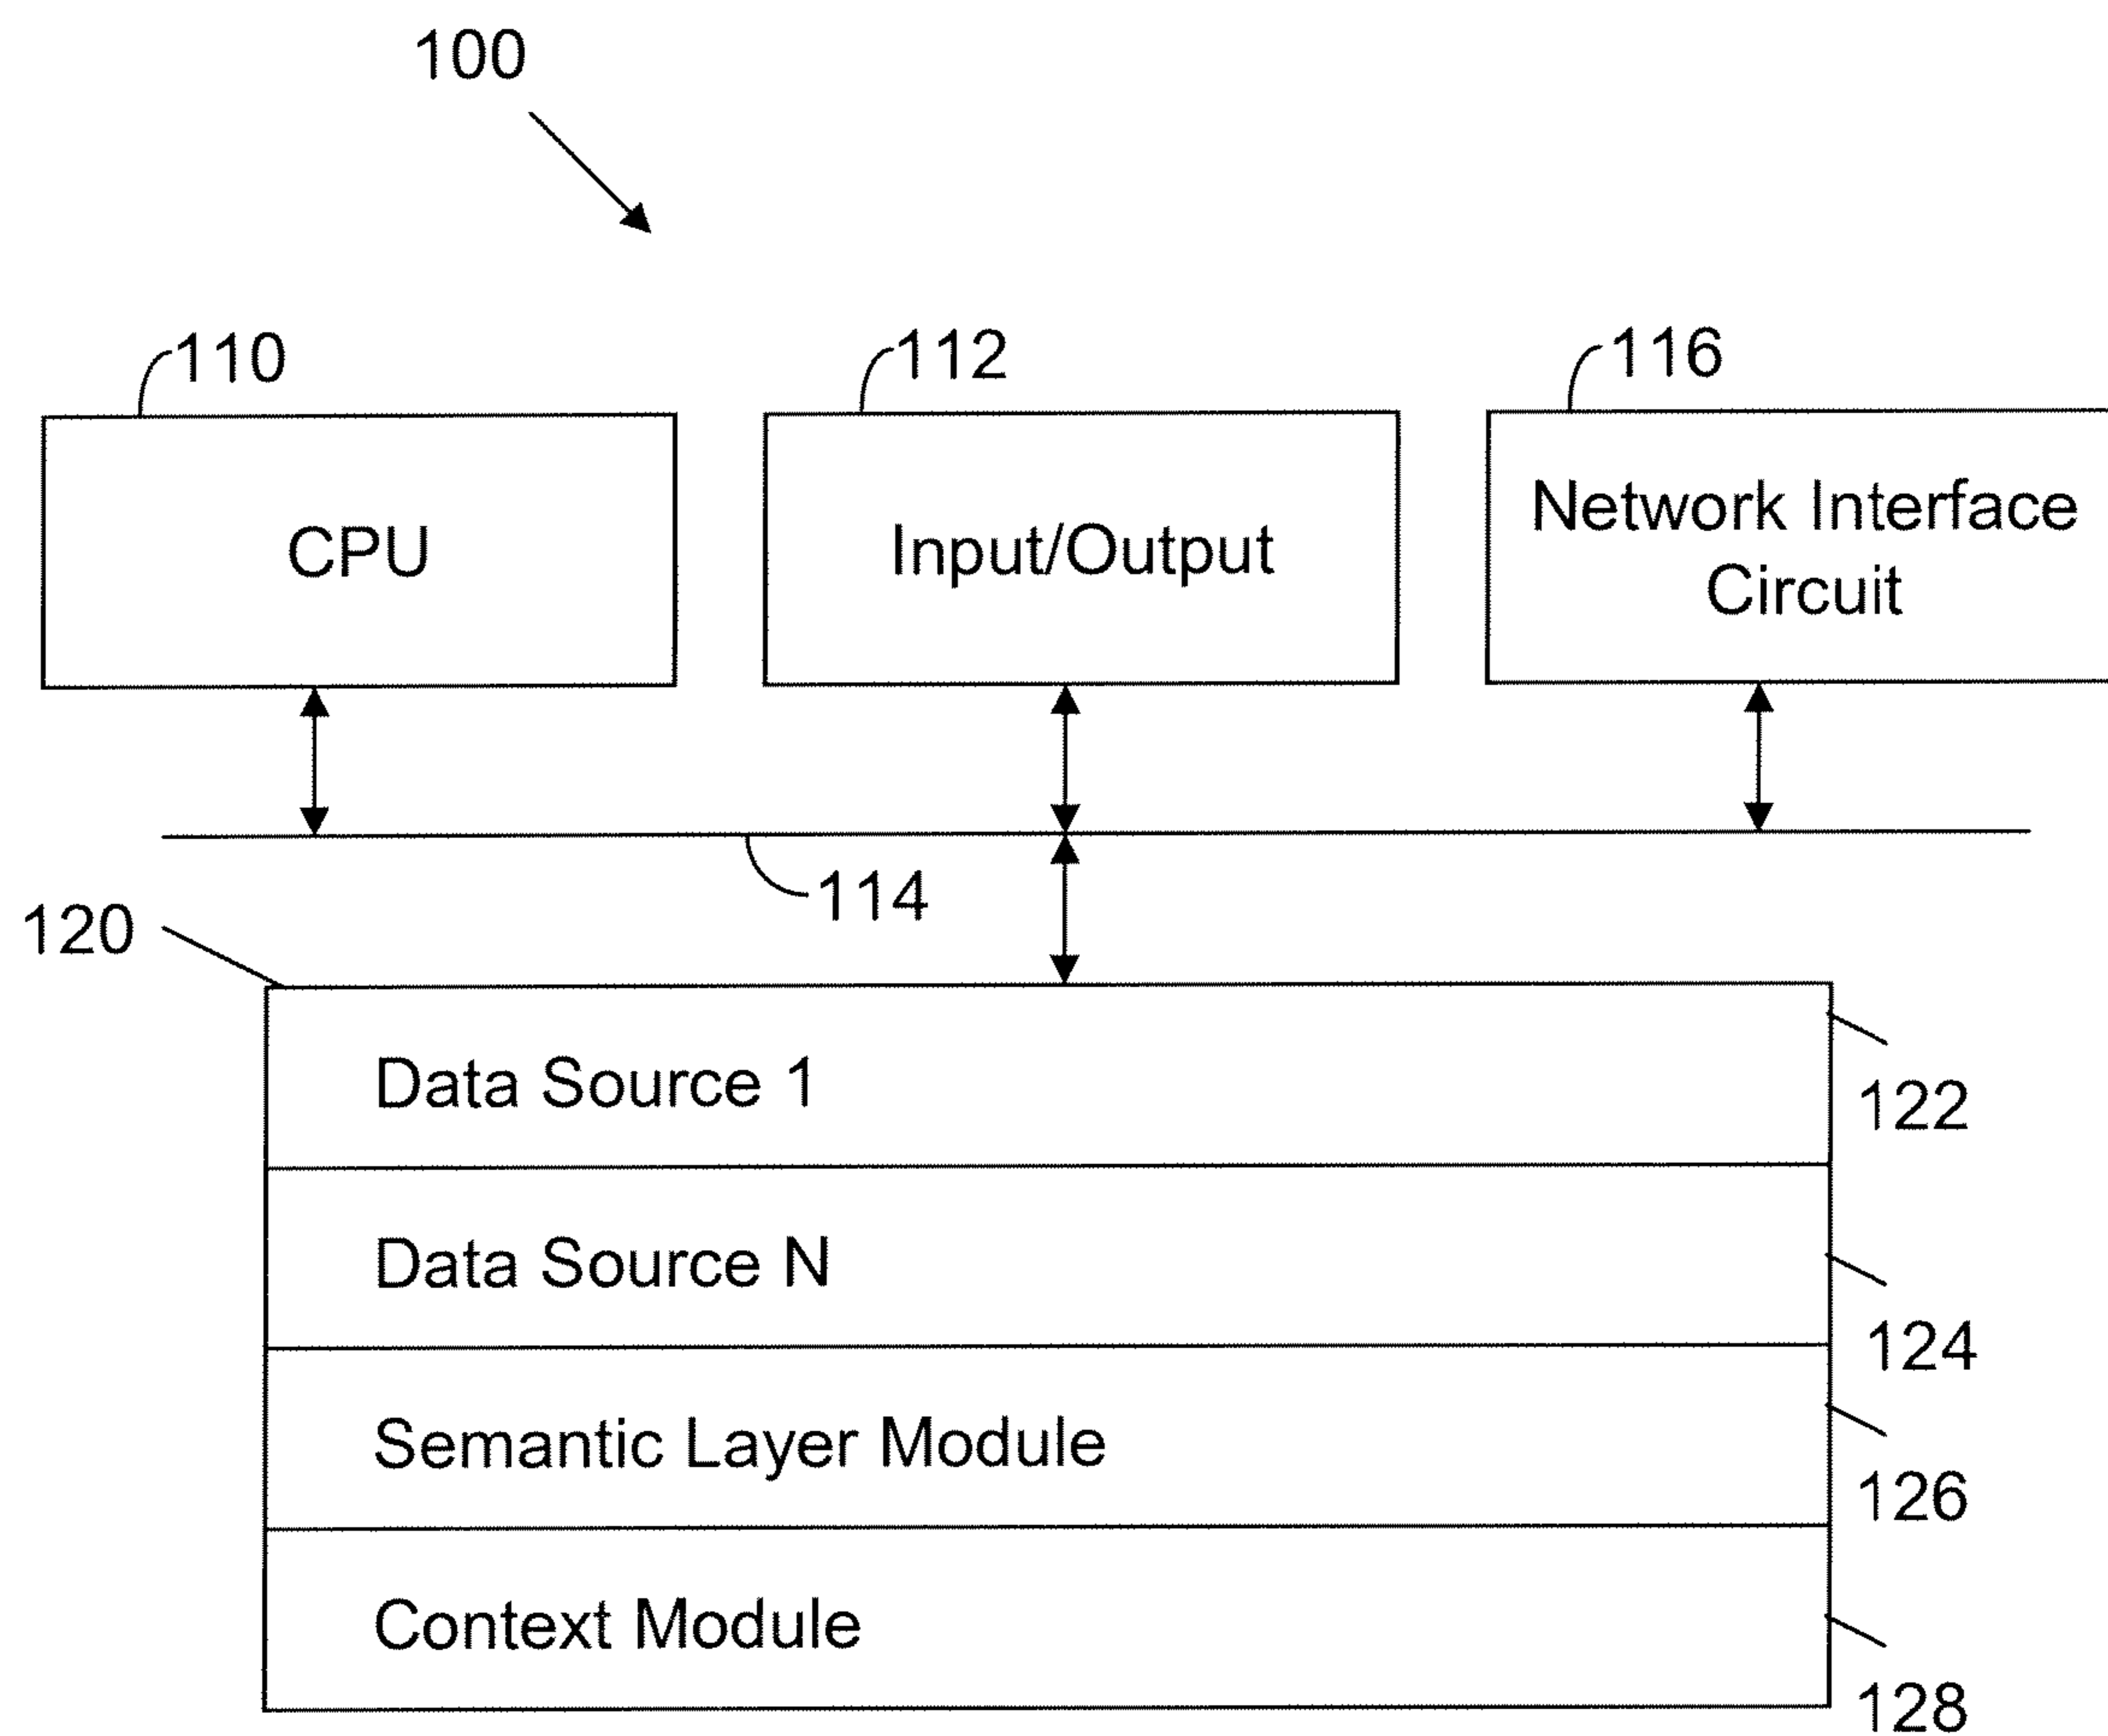 100
110
112
116
CPU
Input/Output
Network Interface
Circuit
114
120
Data Source 1
122
Data Source N
124
Semantic Layer Module
126
Context Module
128